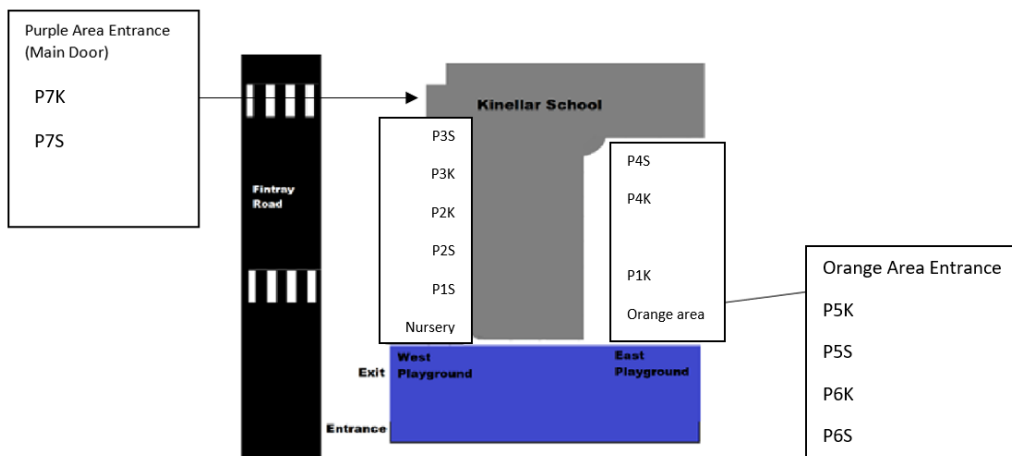 Purple Area Entrance
(Main Door)
P7K
P7S
Kinellar School
Fintray
Road
P3S
P3K
P2K
P2S
P1S
Nursery
P4S
P4K
P1K
Orange area
Orange Area Entrance
P5K
P5S
P6K
P6S
West
Playground
East
Playground
Exit
Entrance